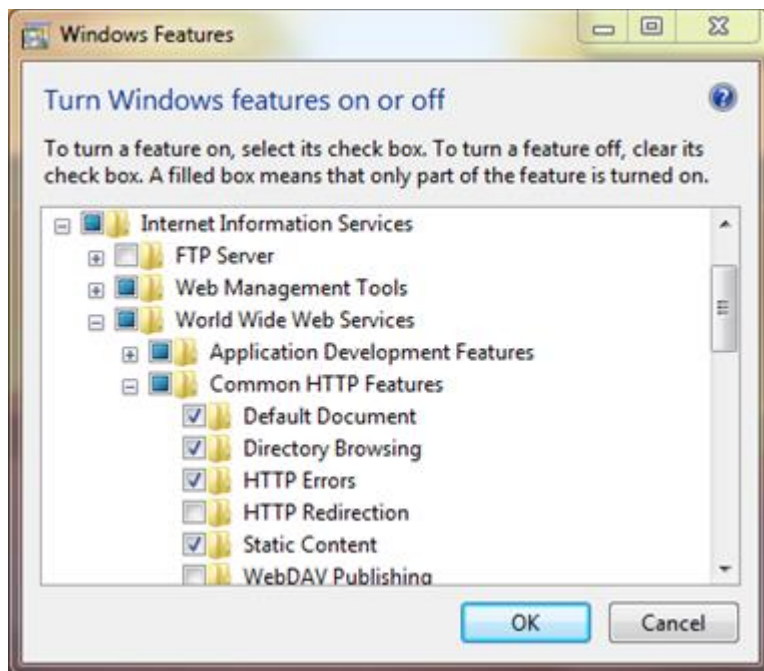 Windows Features
Turn Windows features on or off
To turn a feature on, select its check box. To turn a feature off, clear its
check box. A filled box means that only part of the feature is turned on.
Internet Information Services
FTP Server
Web Management Tools
World Wide Web Services
Application Development Features
Common HTTP Features
Default Document
Directory Browsing
HTTP Errors
HTTP Redirection
Static Content
WebDAV Publishing
OK Cancel